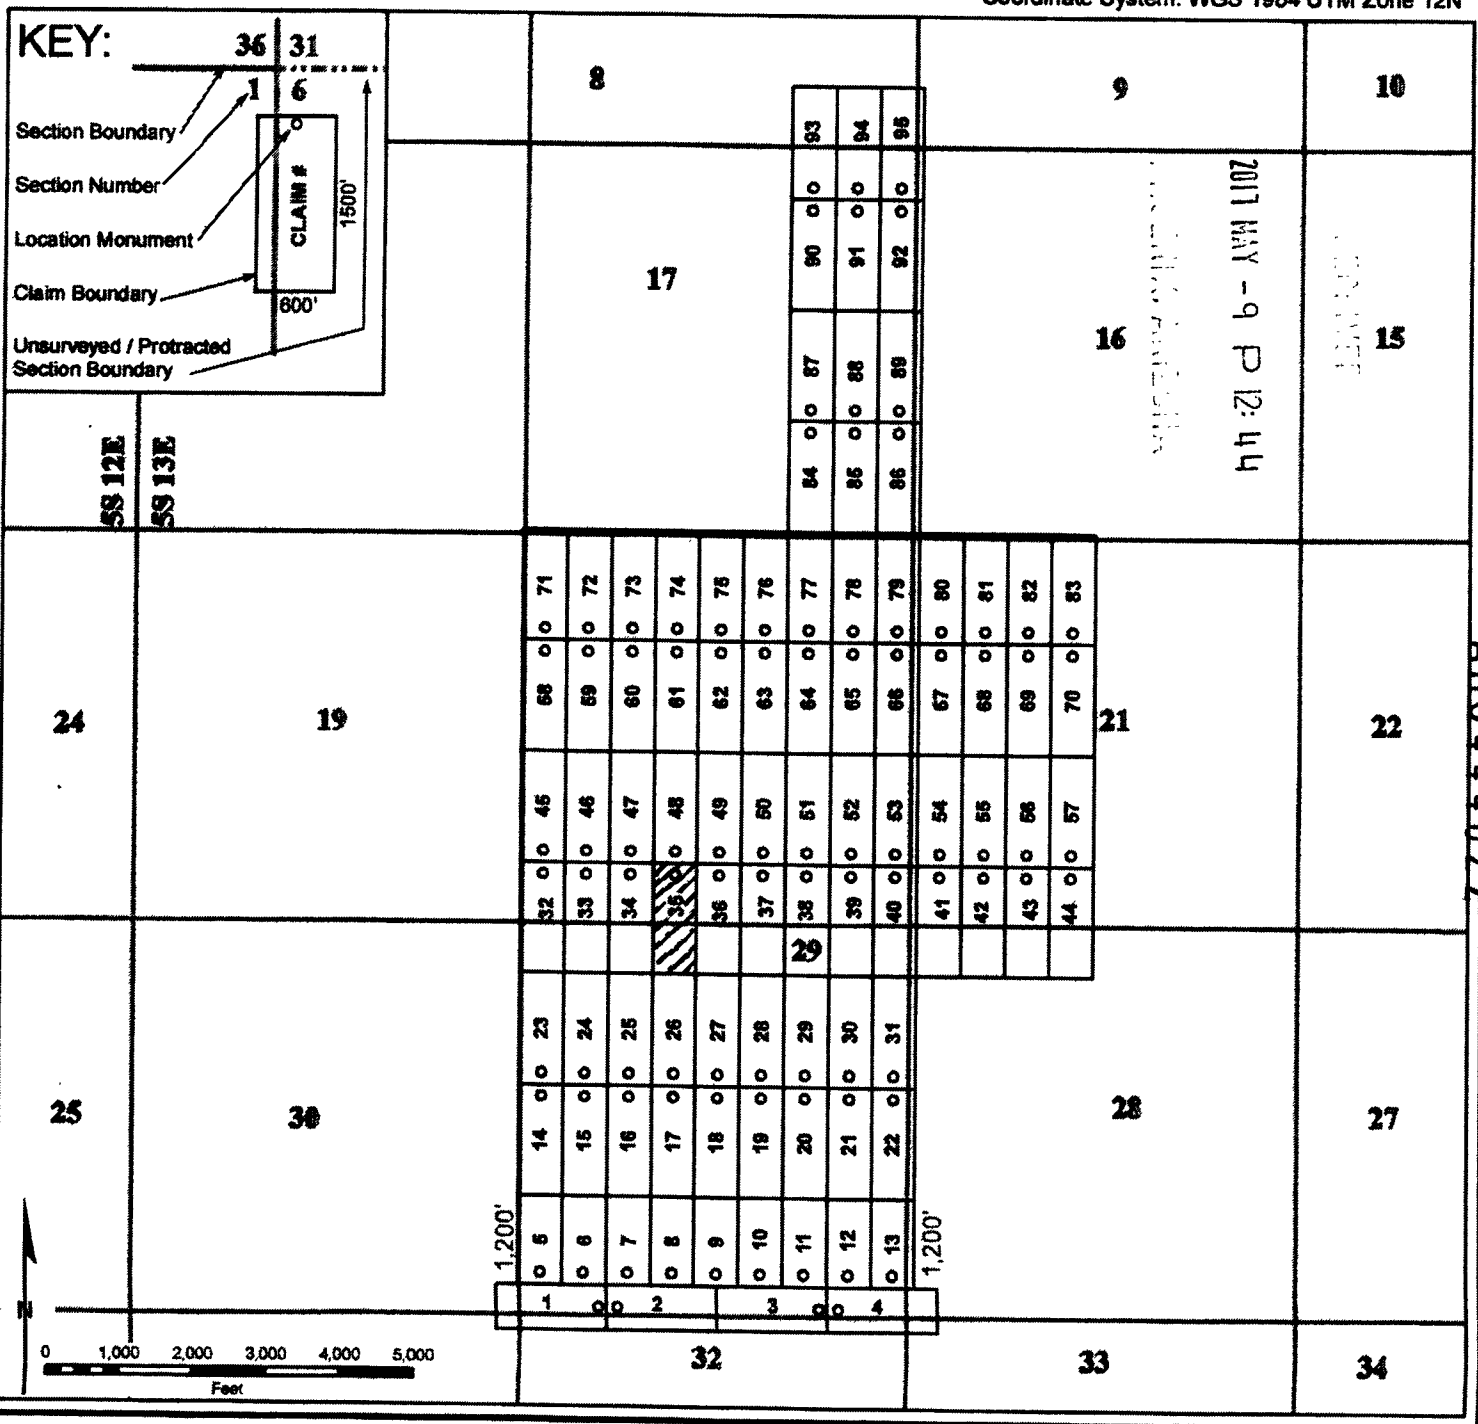 Coordinate System: WGS 1984 UTM Zone 12N
KEY:
36 31
1 6
Section Boundary
Section Number
Location Monument
Claim Boundary
Unsurveyed / Protracted
Section Boundary
CLAIM #
1500'
600'
5S 12E
5S 13E
8 9 10
93 94 95
2017 MAY -9 P 12:44
17 16 15
90 91 92
87 88 89
84 85 86
71 72 73 74 75 76 77 78 79 80 81 82 83
24 19 21 22
58 59 60 61 62 63 64 65 66 67 68 69 70
45 46 47 48 49 50 51 52 53 54 55 56 57
32 33 34 35 36 37 38 39 40 41 42 43 44
29
23 24 25 26 27 28 29 30 31
25 30 28 27
14 15 16 17 18 19 20 21 22
1,200' 5 6 7 8 9 10 11 12 13 1,200'
1 2 3 4
N
0 1,000 2,000 3,000 4,000 5,000
Feet
32 33 34